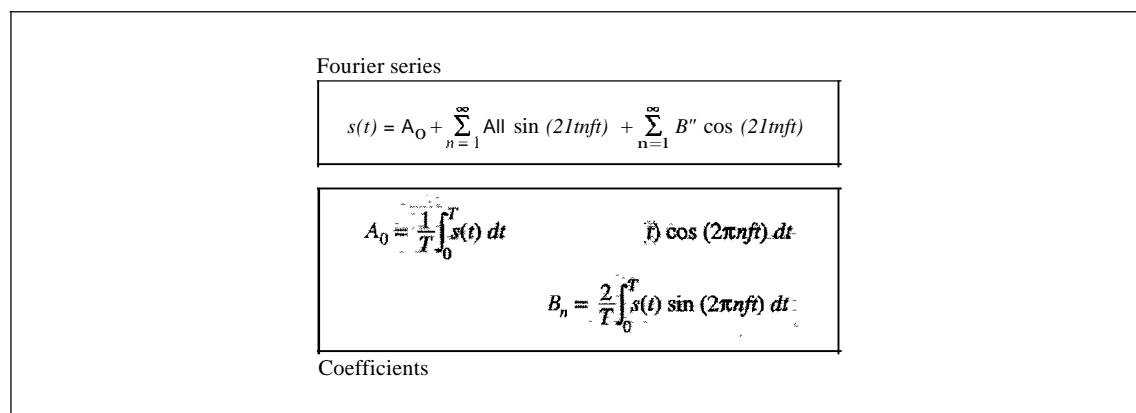 Fourier series
s(t) = A0 + ∞ Σ n = 1 All sin (21tnft) + ∞ Σ n=1 B" cos (21tnft)
A0 = 1/T ∫0T s(t) dt t) cos (2πnft) dt
Bn = 2/T ∫0T s(t) sin (2πnft) dt
Coefficients